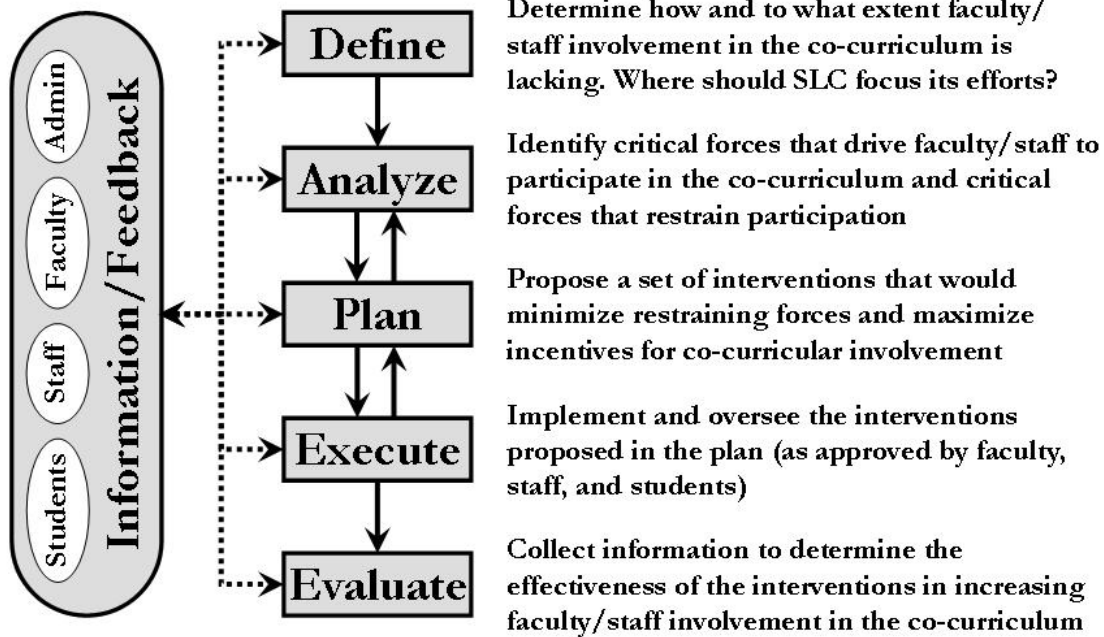 Admin
Faculty
Staff
Students
Information/Feedback
Define
Determine how and to what extent faculty/
staff involvement in the co-curriculum is
lacking. Where should SLC focus its efforts?
Analyze
Identify critical forces that drive faculty/staff to
participate in the co-curriculum and critical
forces that restrain participation
Plan
Propose a set of interventions that would
minimize restraining forces and maximize
incentives for co-curricular involvement
Execute
Implement and oversee the interventions
proposed in the plan (as approved by faculty,
staff, and students)
Evaluate
Collect information to determine the
effectiveness of the interventions in increasing
faculty/staff involvement in the co-curriculum